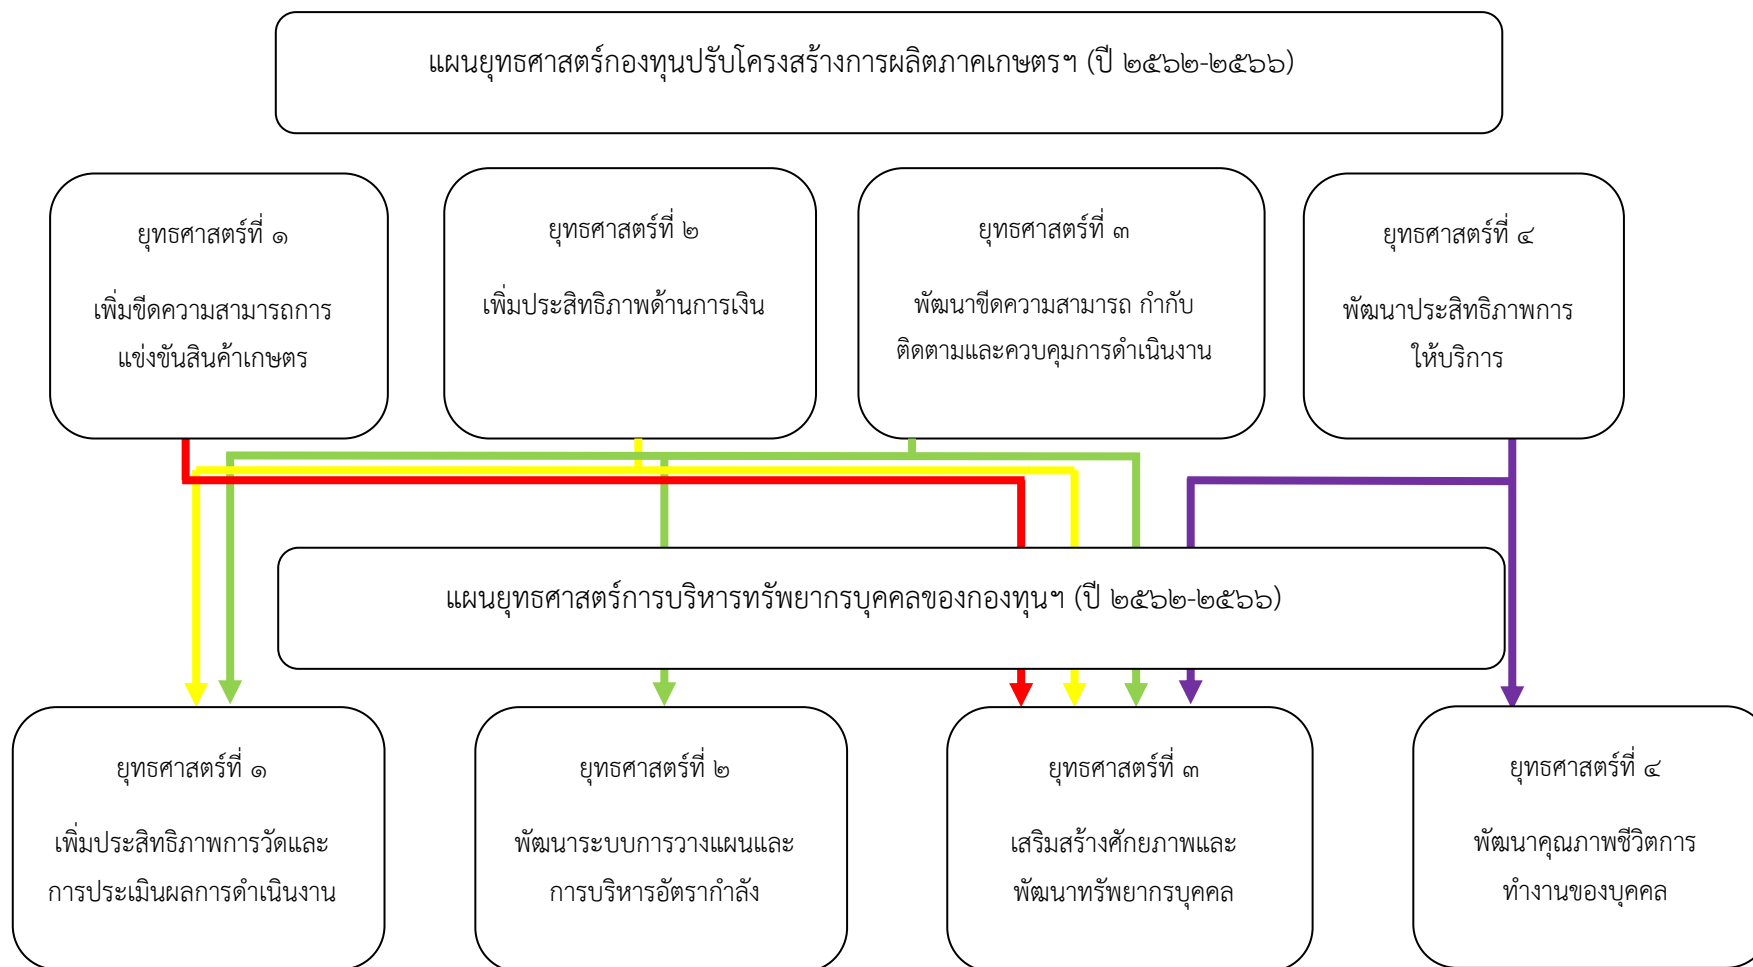 แผนยุทธศาสตร์กองทุนปรับโครงสร้างการผลิตภาคเกษตรฯ (ปี ๒๕๖๒-๒๕๖๖)
ยุทธศาสตร์ที่ ๑
เพิ่มขีดความสามารถการ
แข่งขันสินค้าเกษตร
ยุทธศาสตร์ที่ ๒
เพิ่มประสิทธิภาพด้านการเงิน
ยุทธศาสตร์ที่ ๓
พัฒนาขีดความสามารถ กำกับ
ติดตามและควบคุมการดำเนินงาน
ยุทธศาสตร์ที่ ๔
พัฒนาประสิทธิภาพการ
ให้บริการ
แผนยุทธศาสตร์การบริหารทรัพยากรบุคคลของกองทุนฯ (ปี ๒๕๖๒-๒๕๖๖)
ยุทธศาสตร์ที่ ๑
เพิ่มประสิทธิภาพการวัดและ
การประเมินผลการดำเนินงาน
ยุทธศาสตร์ที่ ๒
พัฒนาระบบการวางแผนและ
การบริหารอัตรากำลัง
ยุทธศาสตร์ที่ ๓
เสริมสร้างศักยภาพและ
พัฒนาทรัพยากรบุคคล
ยุทธศาสตร์ที่ ๔
พัฒนาคุณภาพชีวิตการ
ทำงานของบุคคล